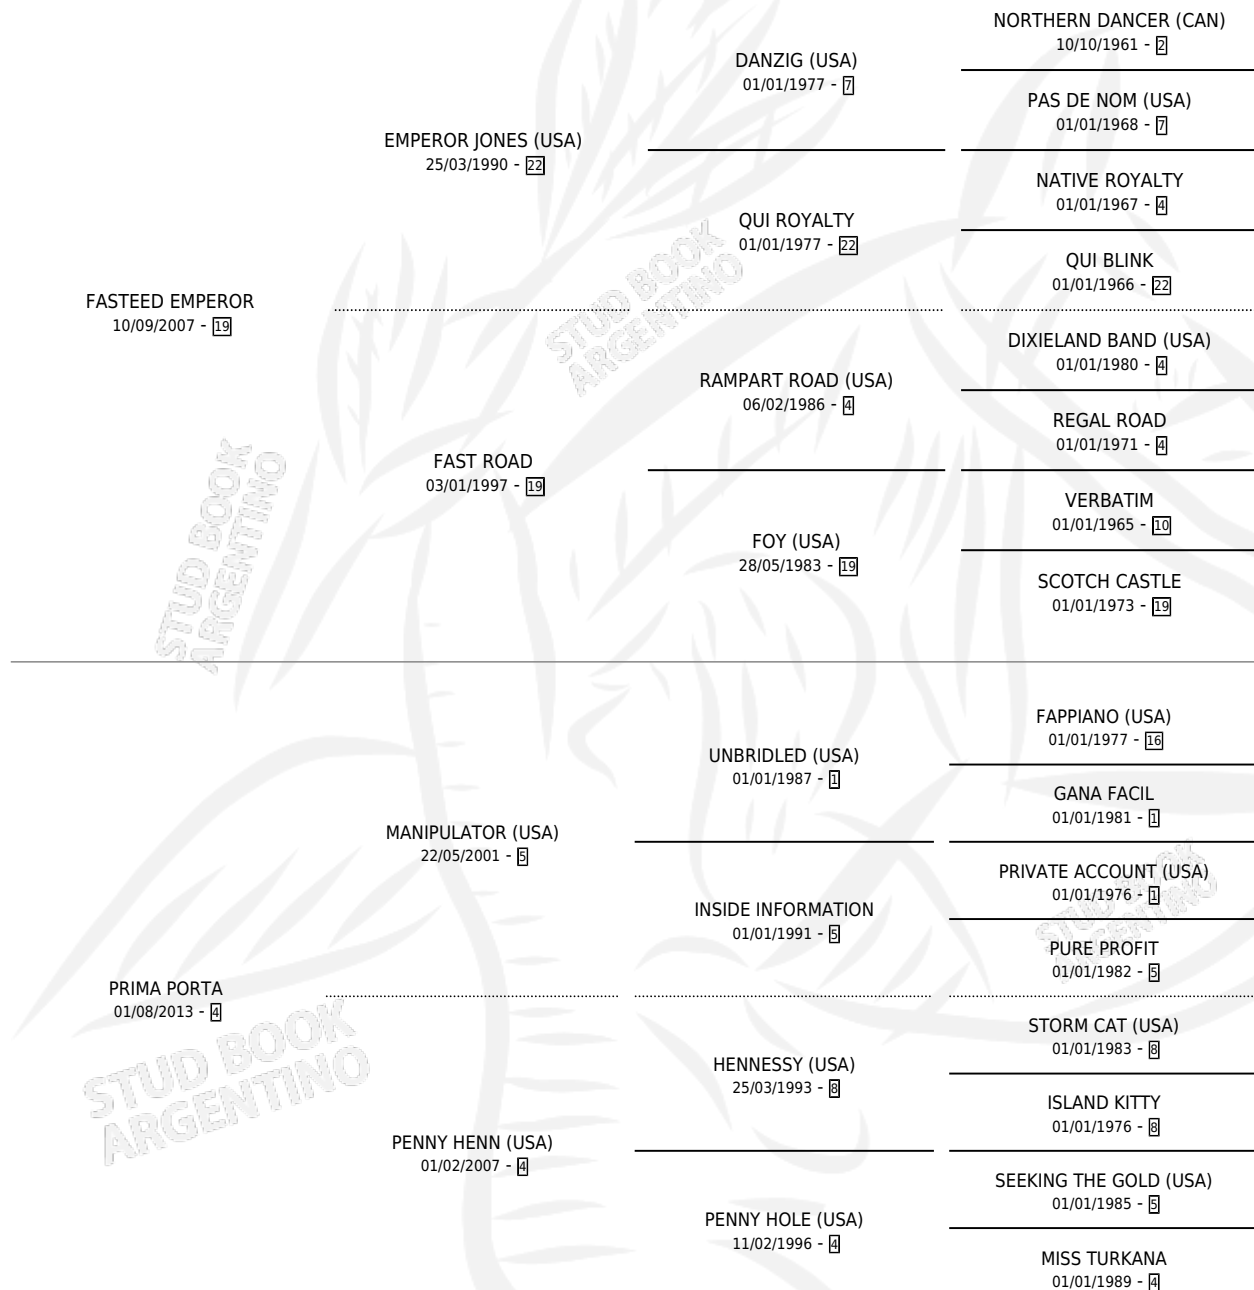 NORTHERN DANCER (CAN)
10/10/1961 - 2
DANZIG (USA)
01/01/1977 - 7
PAS DE NOM (USA)
01/01/1968 - 7
EMPEROR JONES (USA)
25/03/1990 - 22
NATIVE ROYALTY
01/01/1967 - 4
QUI ROYALTY
01/01/1977 - 22
QUI BLINK
01/01/1966 - 22
FASTEED EMPEROR
10/09/2007 - 19
STUD BOOK
ARGENTINO
DIXIELAND BAND (USA)
01/01/1980 - 4
RAMPART ROAD (USA)
06/02/1986 - 4
REGAL ROAD
01/01/1971 - 4
FAST ROAD
03/01/1997 - 19
VERBATIM
01/01/1965 - 10
FOY (USA)
28/05/1983 - 19
SCOTCH CASTLE
01/01/1973 - 19
STUD BOOK
ARGENTINO
FAPPIANO (USA)
01/01/1977 - 16
UNBRIDLED (USA)
01/01/1987 - 1
GANA FACIL
01/01/1981 - 1
MANIPULATOR (USA)
22/05/2001 - 5
PRIVATE ACCOUNT (USA)
01/01/1976 - 1
INSIDE INFORMATION
01/01/1991 - 5
STUD BOOK
ARGENTINO
PURE PROFIT
01/01/1982 - 5
PRIMA PORTA
01/08/2013 - 4
STUD BOOK
ARGENTINO
STORM CAT (USA)
01/01/1983 - 8
HENNESSY (USA)
25/03/1993 - 8
ISLAND KITTY
01/01/1976 - 8
PENNY HENN (USA)
01/02/2007 - 4
SEEKING THE GOLD (USA)
01/01/1985 - 5
PENNY HOLE (USA)
11/02/1996 - 4
MISS TURKANA
01/01/1989 - 4